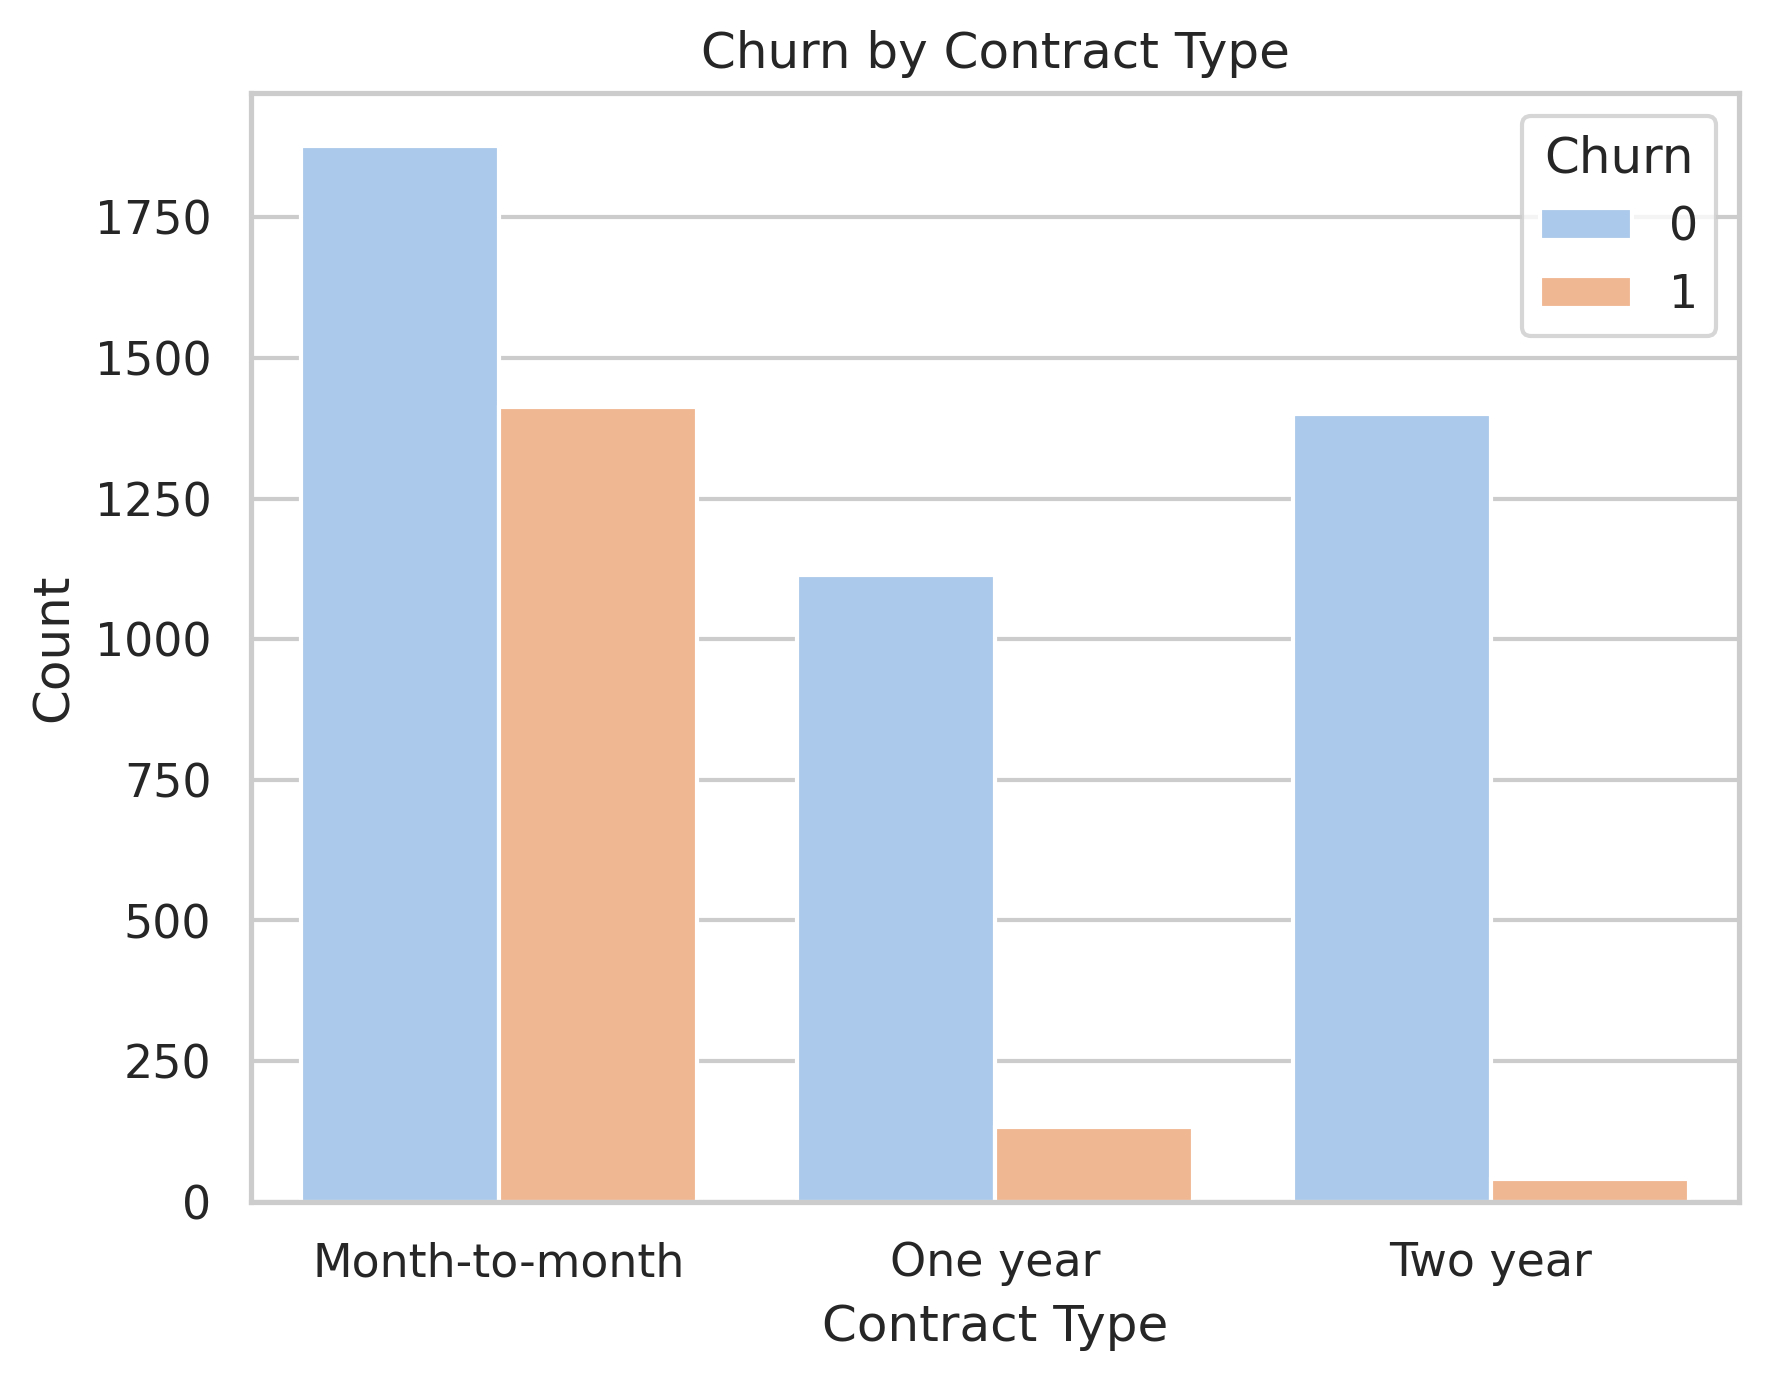 Churn by Contract Type
Churn
0
1
1750
1500
1250
1000
750
500
250
0
Count
Month-to-month
One year
Two year
Contract Type